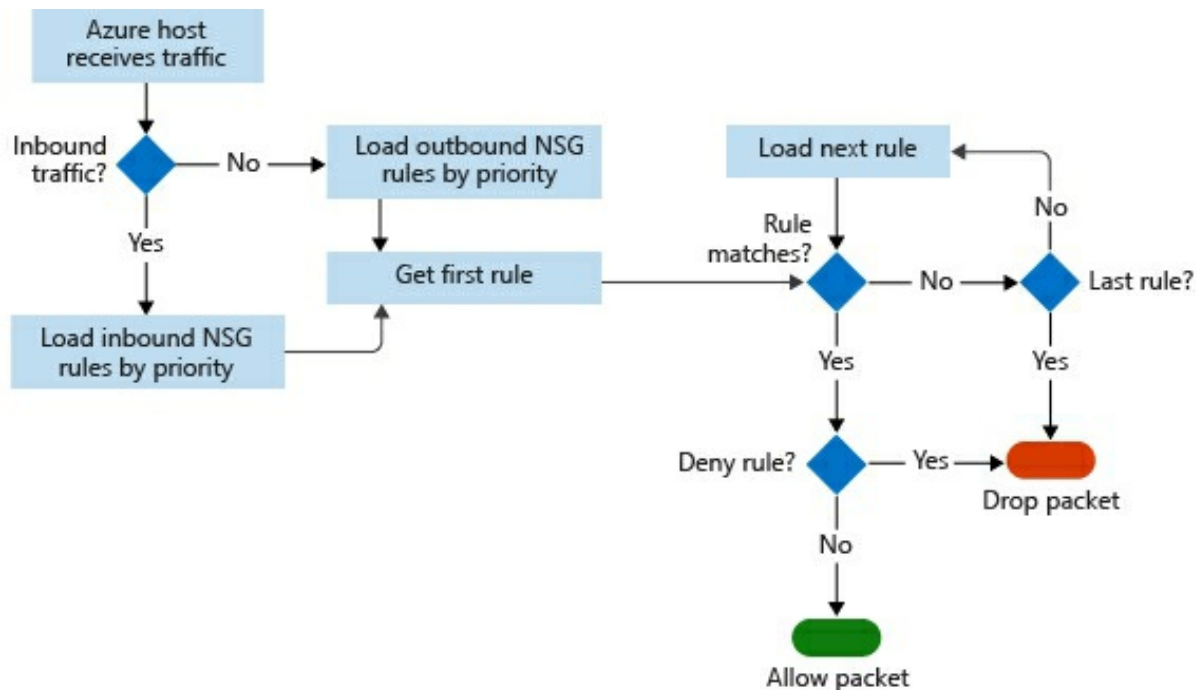 Azure host
receives traffic
Inbound
traffic?
No
Load outbound NSG
rules by priority
Yes
Get first rule
Load inbound NSG
rules by priority
Load next rule
Rule
matches?
No
Last rule?
No
Yes
Yes
Deny rule?
Yes
Drop packet
No
Allow packet